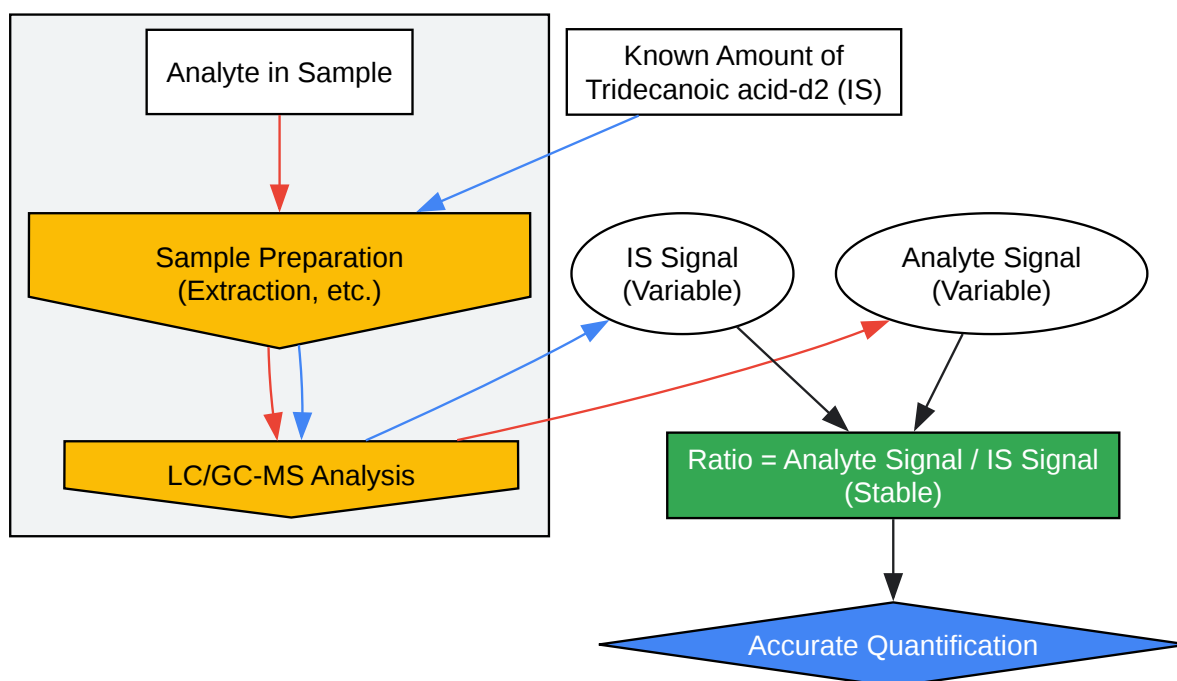 Analyte in Sample
Known Amount of
Tridecanoic acid-d2 (IS)
Sample Preparation
(Extraction, etc.)
IS Signal
(Variable)
Analyte Signal
(Variable)
LC/GC-MS Analysis
Ratio = Analyte Signal / IS Signal
(Stable)
Accurate Quantification